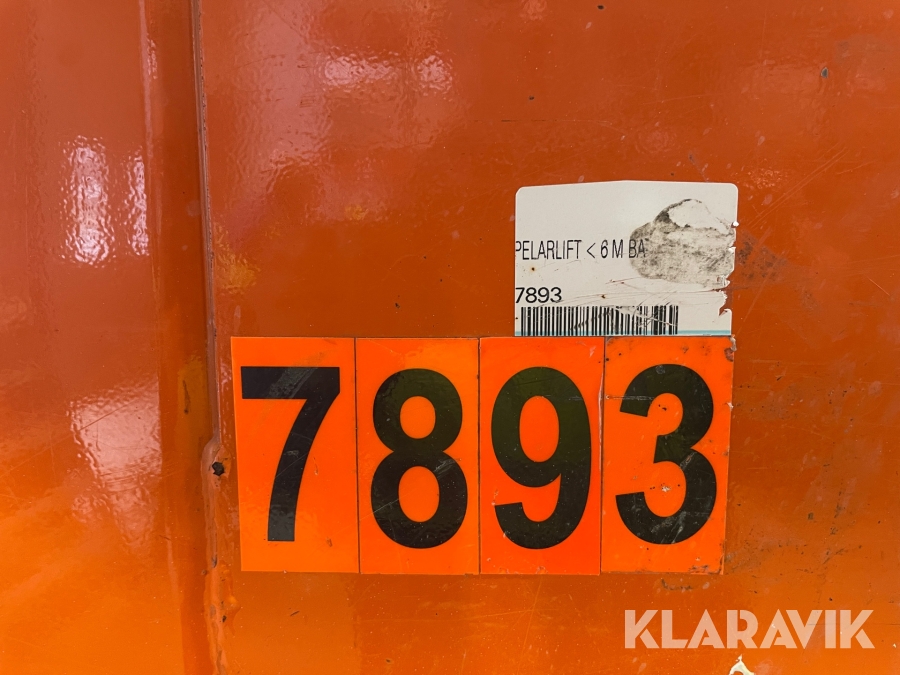 PELARLIFT < 6 M BA
7893
7893
KLARAVIK